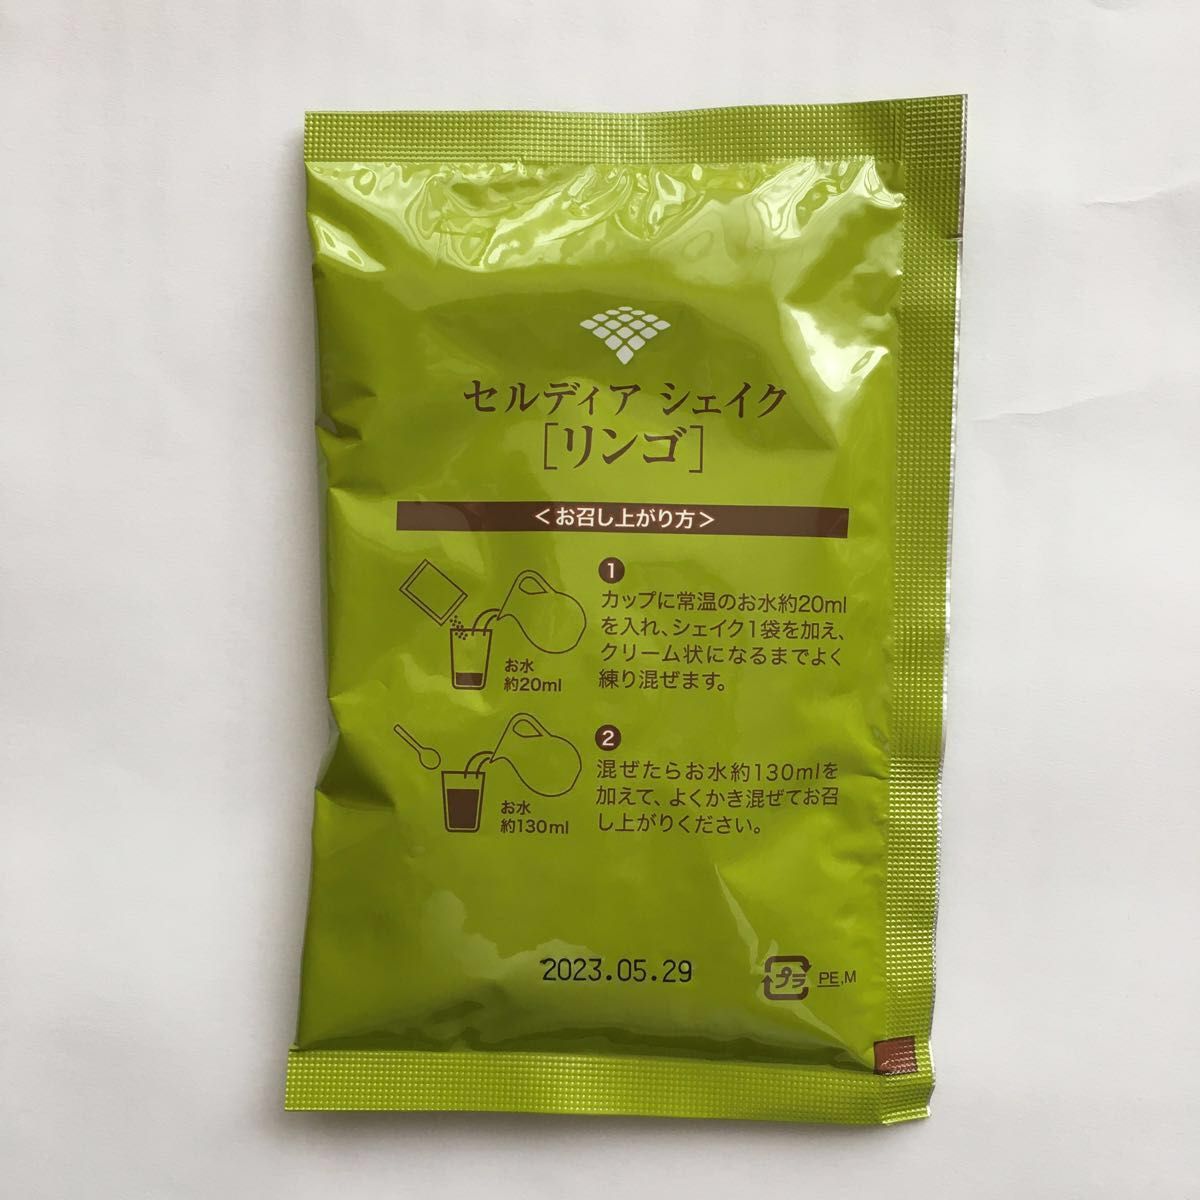 セルディア シェイク
[リンゴ]
<お召し上がり方>
1
カップに常温のお水約20ml
を入れ、シェイク1袋を加え、
クリーム状になるまでよく
練り混ぜます。
お水
約20ml
2
混ぜたらお水約130mlを
加えて、よくかき混ぜてお召
し上がりください。
お水
約130ml
2023.05.29
プラ
PE,M